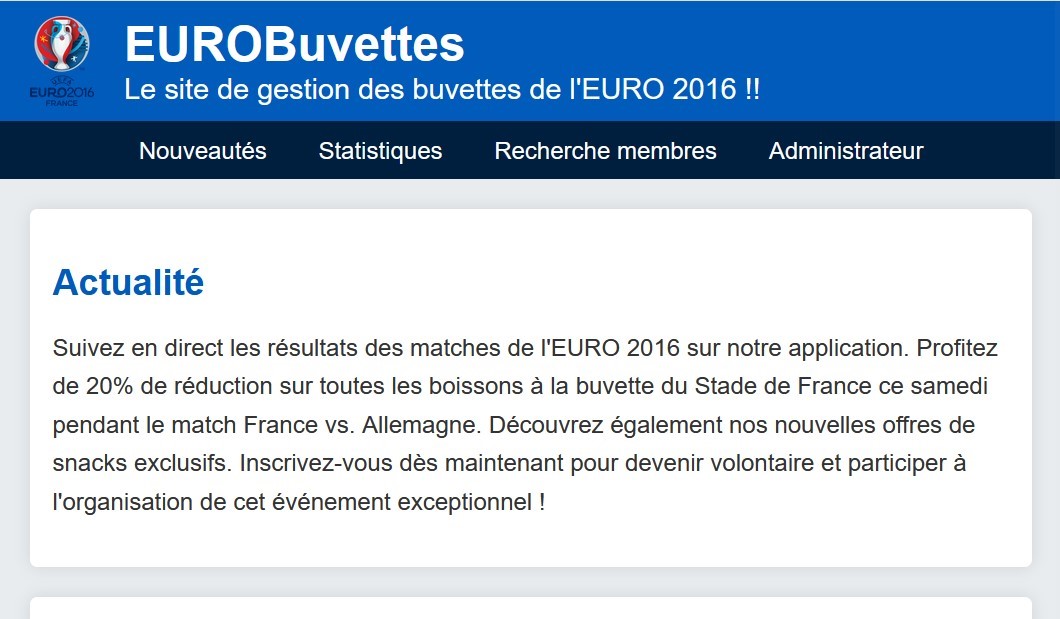 EUROBuvettes
Le site de gestion des buvettes de l'EURO 2016 !!
EURO2016
FRANCE
Nouveautés Statistiques Recherche membres Administrateur
Actualité
Suivez en direct les résultats des matches de l'EURO 2016 sur notre application. Profitez
de 20% de réduction sur toutes les boissons à la buvette du Stade de France ce samedi
pendant le match France vs. Allemagne. Découvrez également nos nouvelles offres de
snacks exclusifs. Inscrivez-vous dès maintenant pour devenir volontaire et participer à
l'organisation de cet événement exceptionnel !